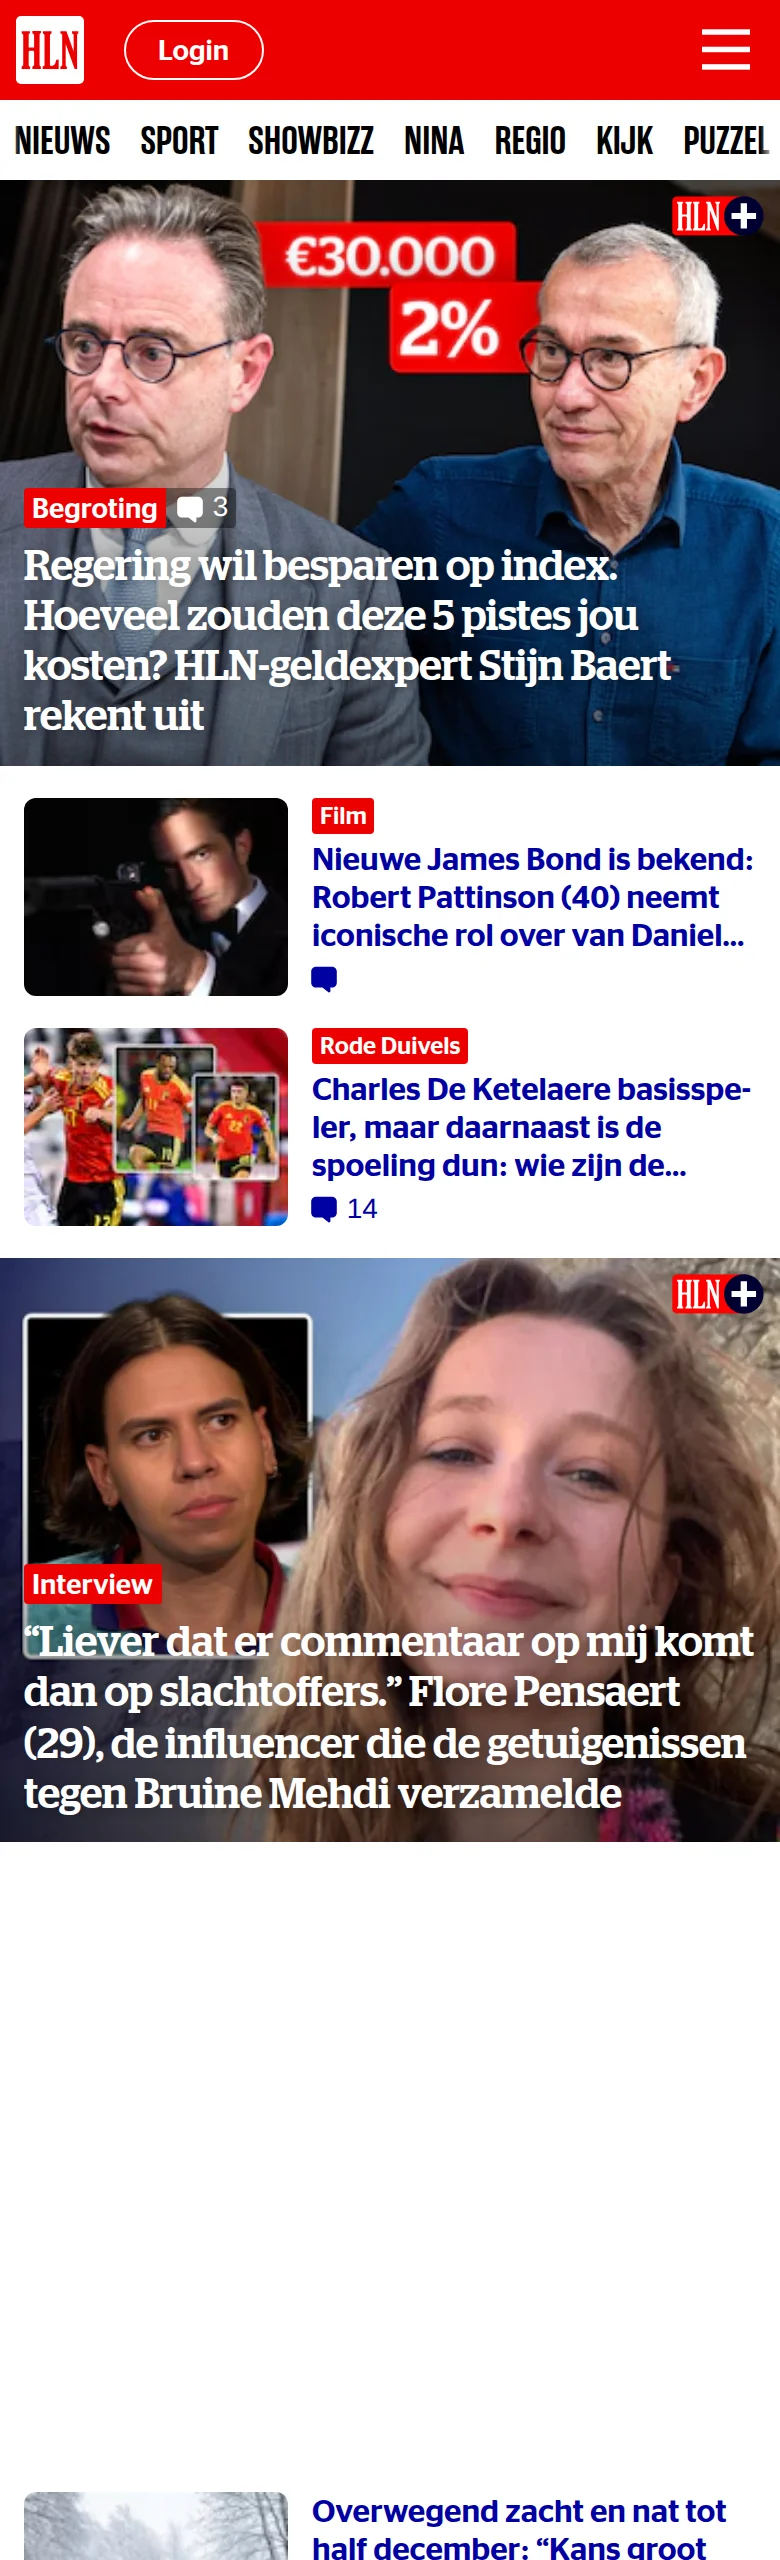 HLN
Login
NIEUWS SPORT SHOWBIZZ NINA REGIO KIJK PUZZEL
HLN+
€30.000
2%
Begroting 3
Regering wil besparen op index.
Hoeveel zouden deze 5 pistes jou
kosten? HLN-geldexpert Stijn Baert
rekent uit
Film
Nieuwe James Bond is bekend:
Robert Pattinson (40) neemt
iconische rol over van Daniel...
Rode Duivels
Charles De Ketelaere basisspe-
ler, maar daarnaast is de
spoeling dun: wie zijn de...
14
HLN+
Interview
“Liever dat er commentaar op mij komt
dan op slachtoffers.” Flore Pensaert
(29), de influencer die de getuigenissen
tegen Bruine Mehdi verzamelde
Overwegend zacht en nat tot
half december: “Kans groot